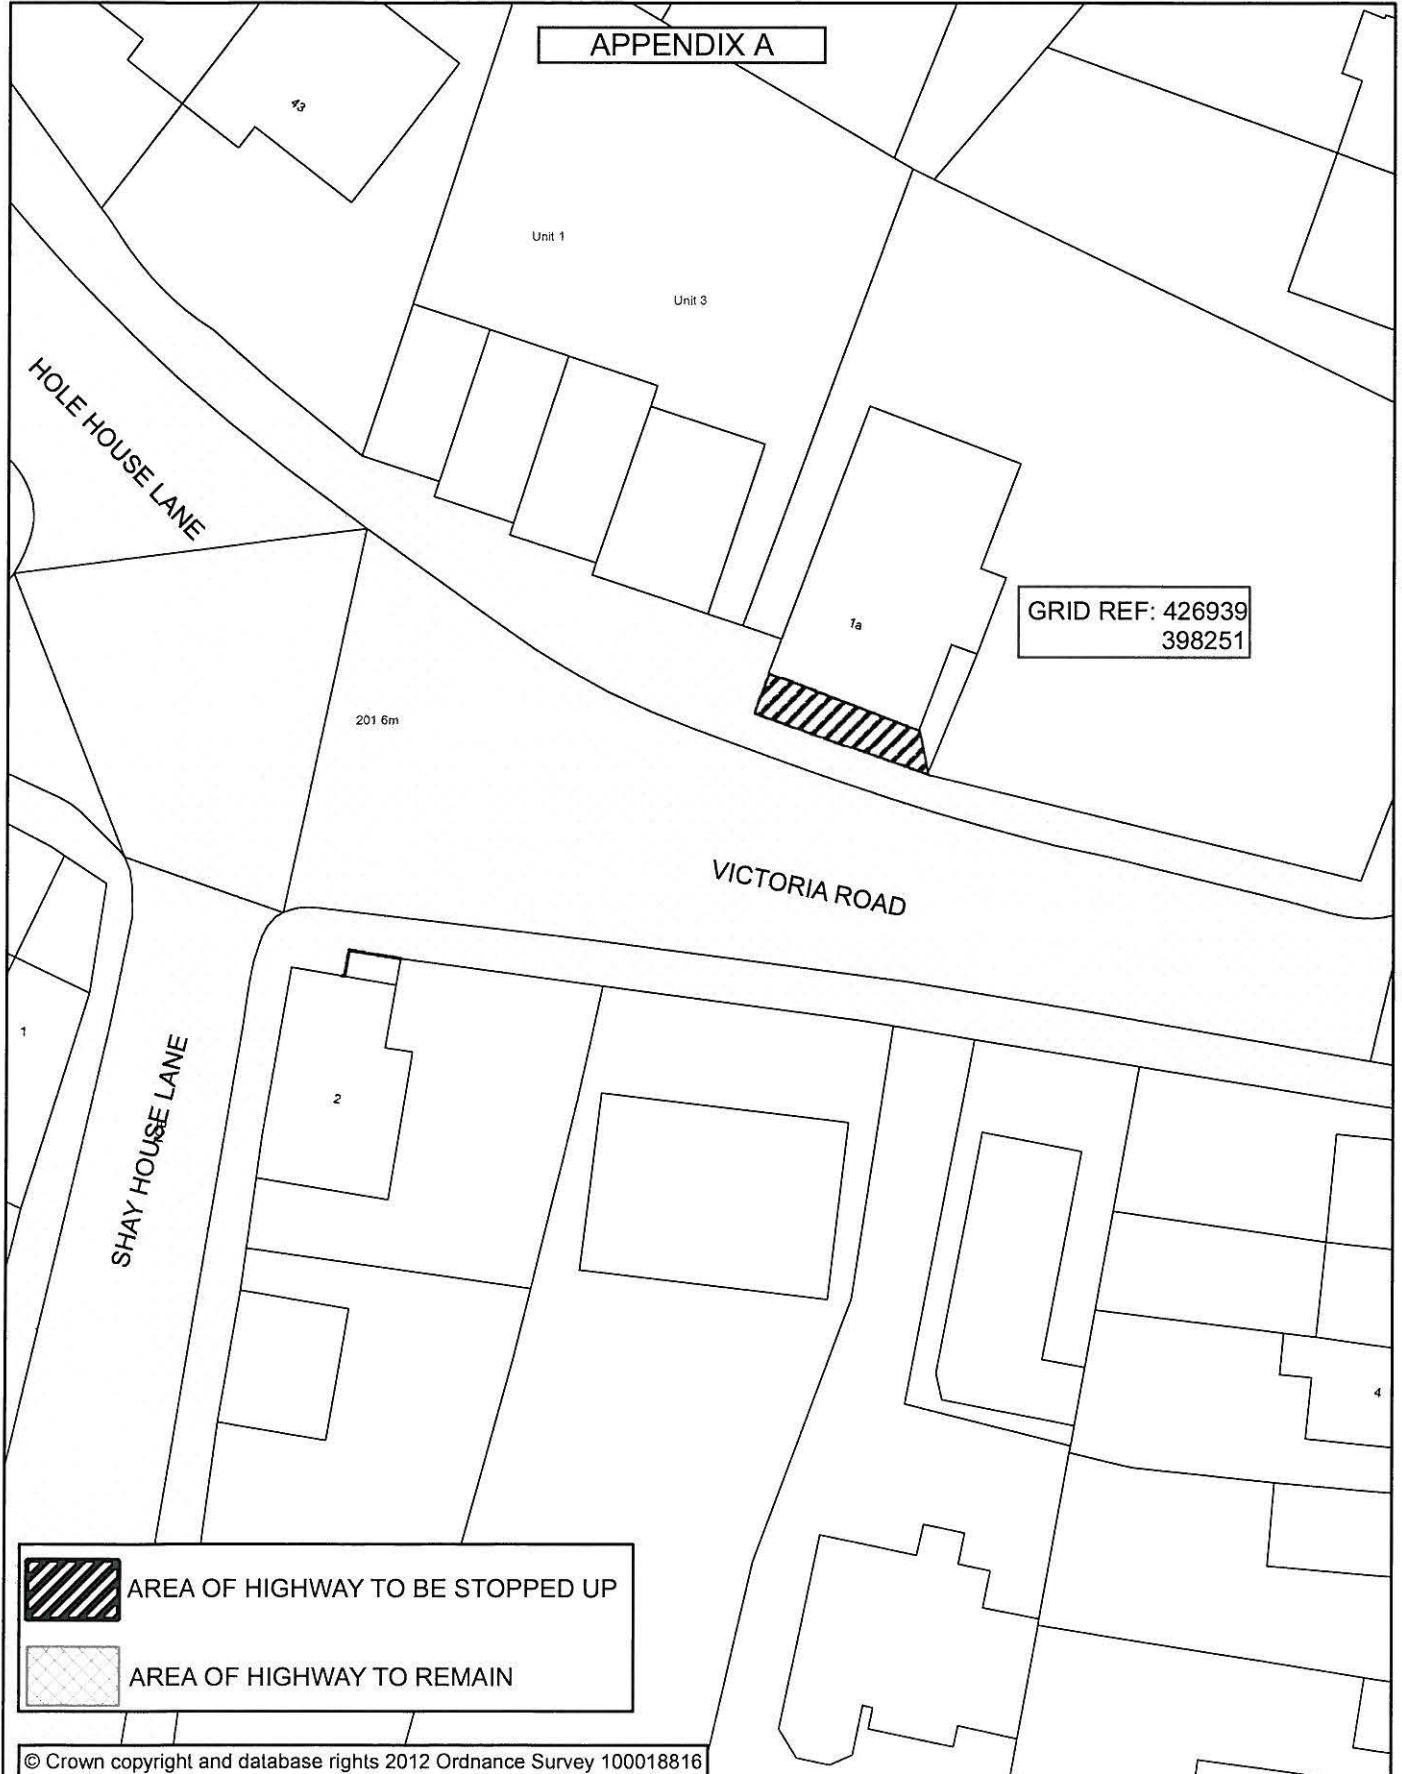 APPENDIX A
43
Unit 1
Unit 3
HOLE HOUSE LANE
GRID REF: 426939
398251
1a
201 6m
VICTORIA ROAD
1
SHAY HOUSE LANE
2
4
AREA OF HIGHWAY TO BE STOPPED UP
AREA OF HIGHWAY TO REMAIN
© Crown copyright and database rights 2012 Ordnance Survey 100018816